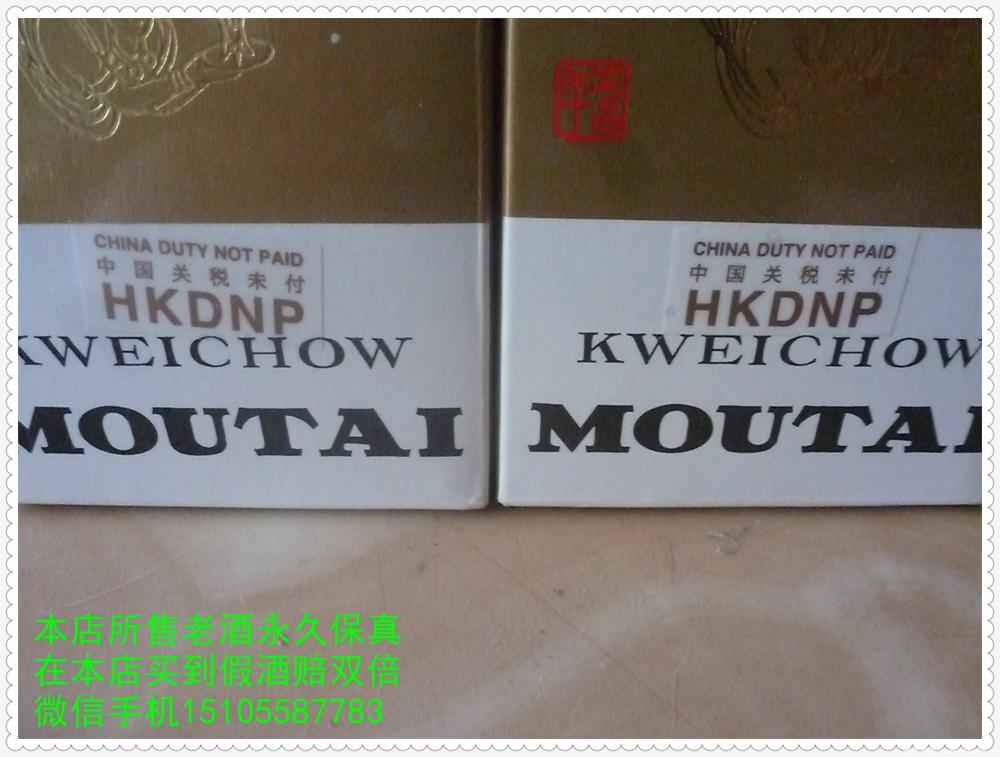 CHINA DUTY NOT PAID
中国关税未付
HKDNP
KWEICHOW
MOUTAI
CHINA DUTY NOT PAID
中国关税未付
HKDNP
KWEICHOW
MOUTAI
本店所售老酒永久保真
在本店买到假酒赔双倍
微信手机15105587783